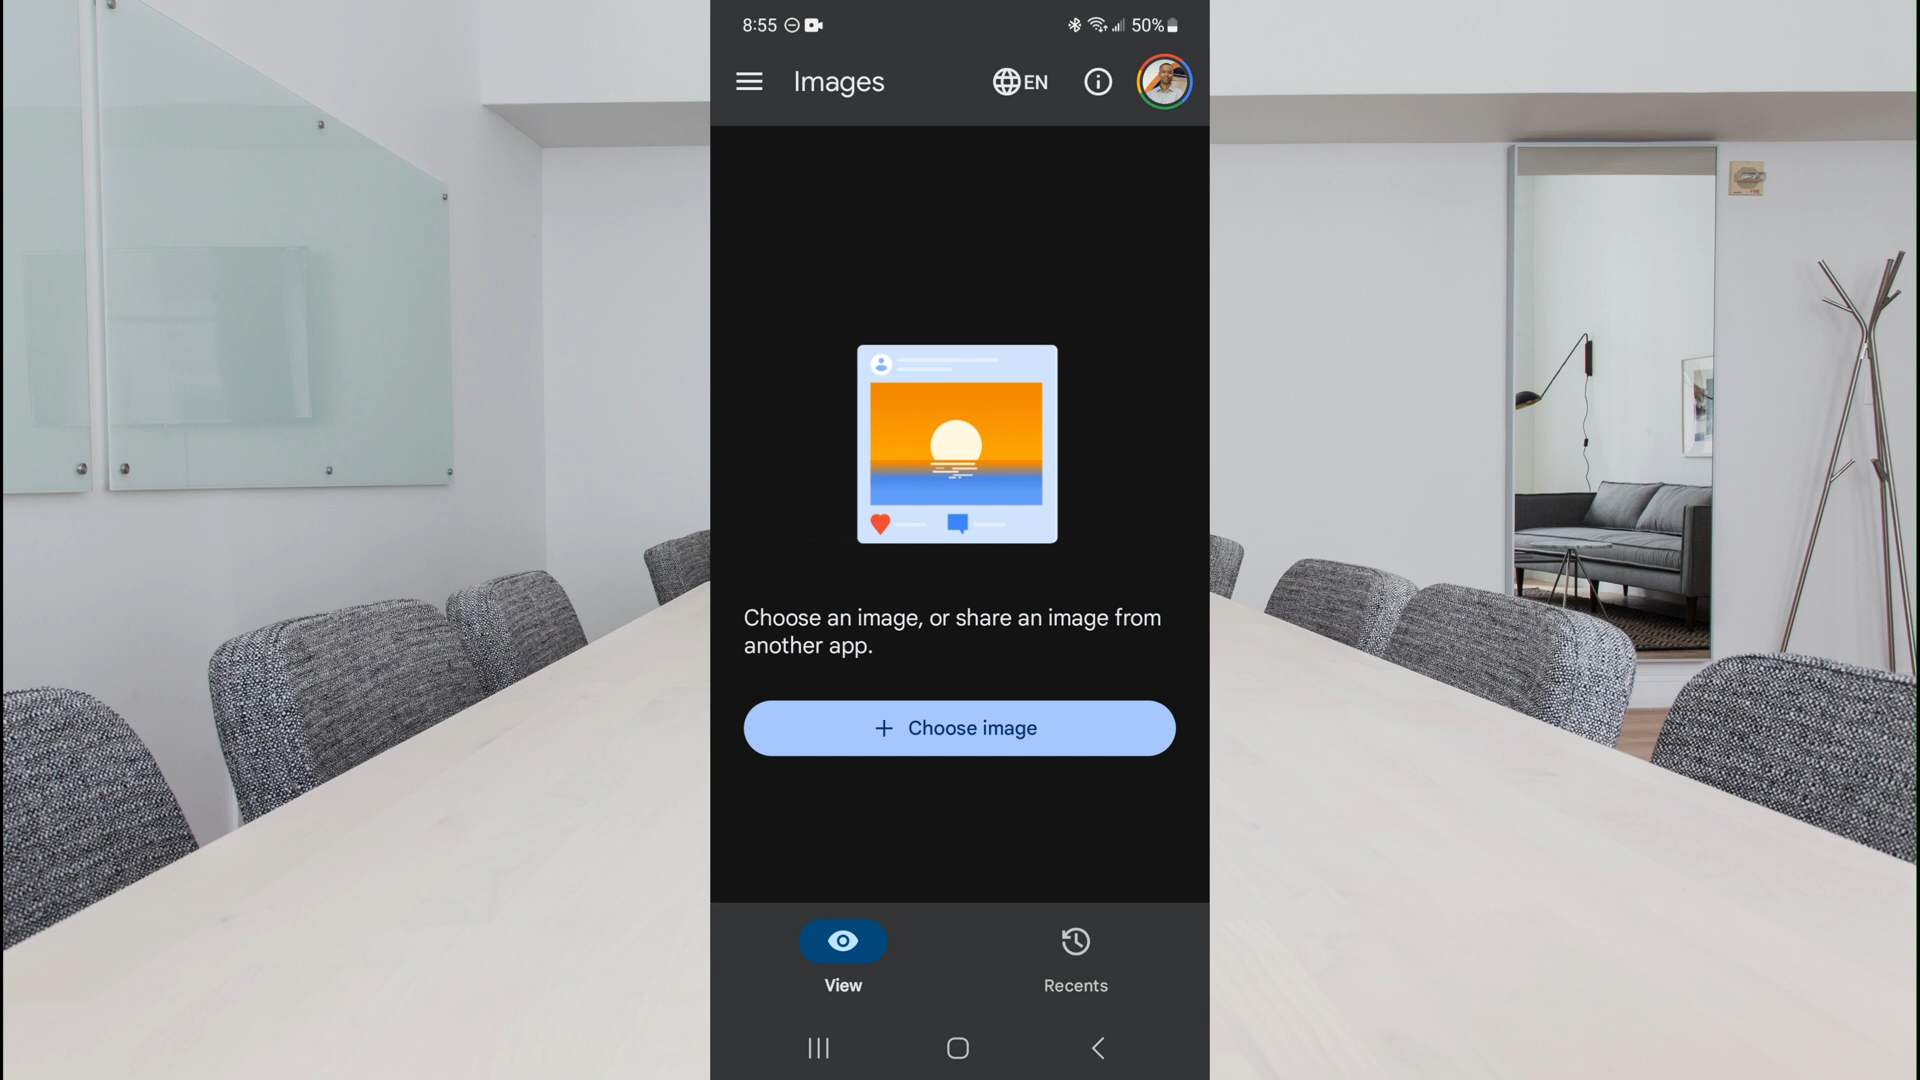 8:55
50%
Images
EN
Choose an image, or share an image from
another app.
+ Choose image
View
Recents